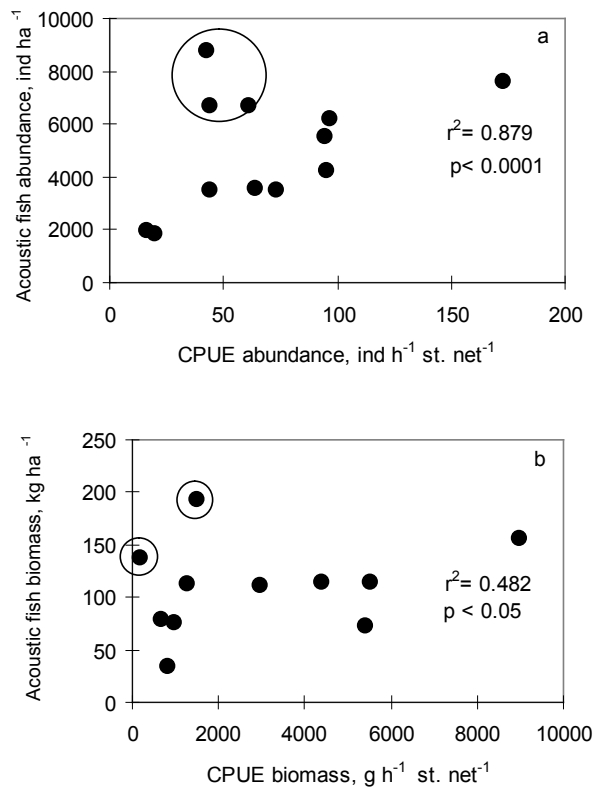 a
Acoustic fish abundance, ind ha⁻¹
10000
8000
6000
4000
2000
0
r²= 0.879
p< 0.0001
0 50 100 150 200
CPUE abundance, ind h⁻¹ st. net⁻¹
b
Acoustic fish biomass, kg ha ⁻¹
250
200
150
100
50
0
r²= 0.482
p < 0.05
0 2000 4000 6000 8000 10000
CPUE biomass, g h⁻¹ st. net⁻¹